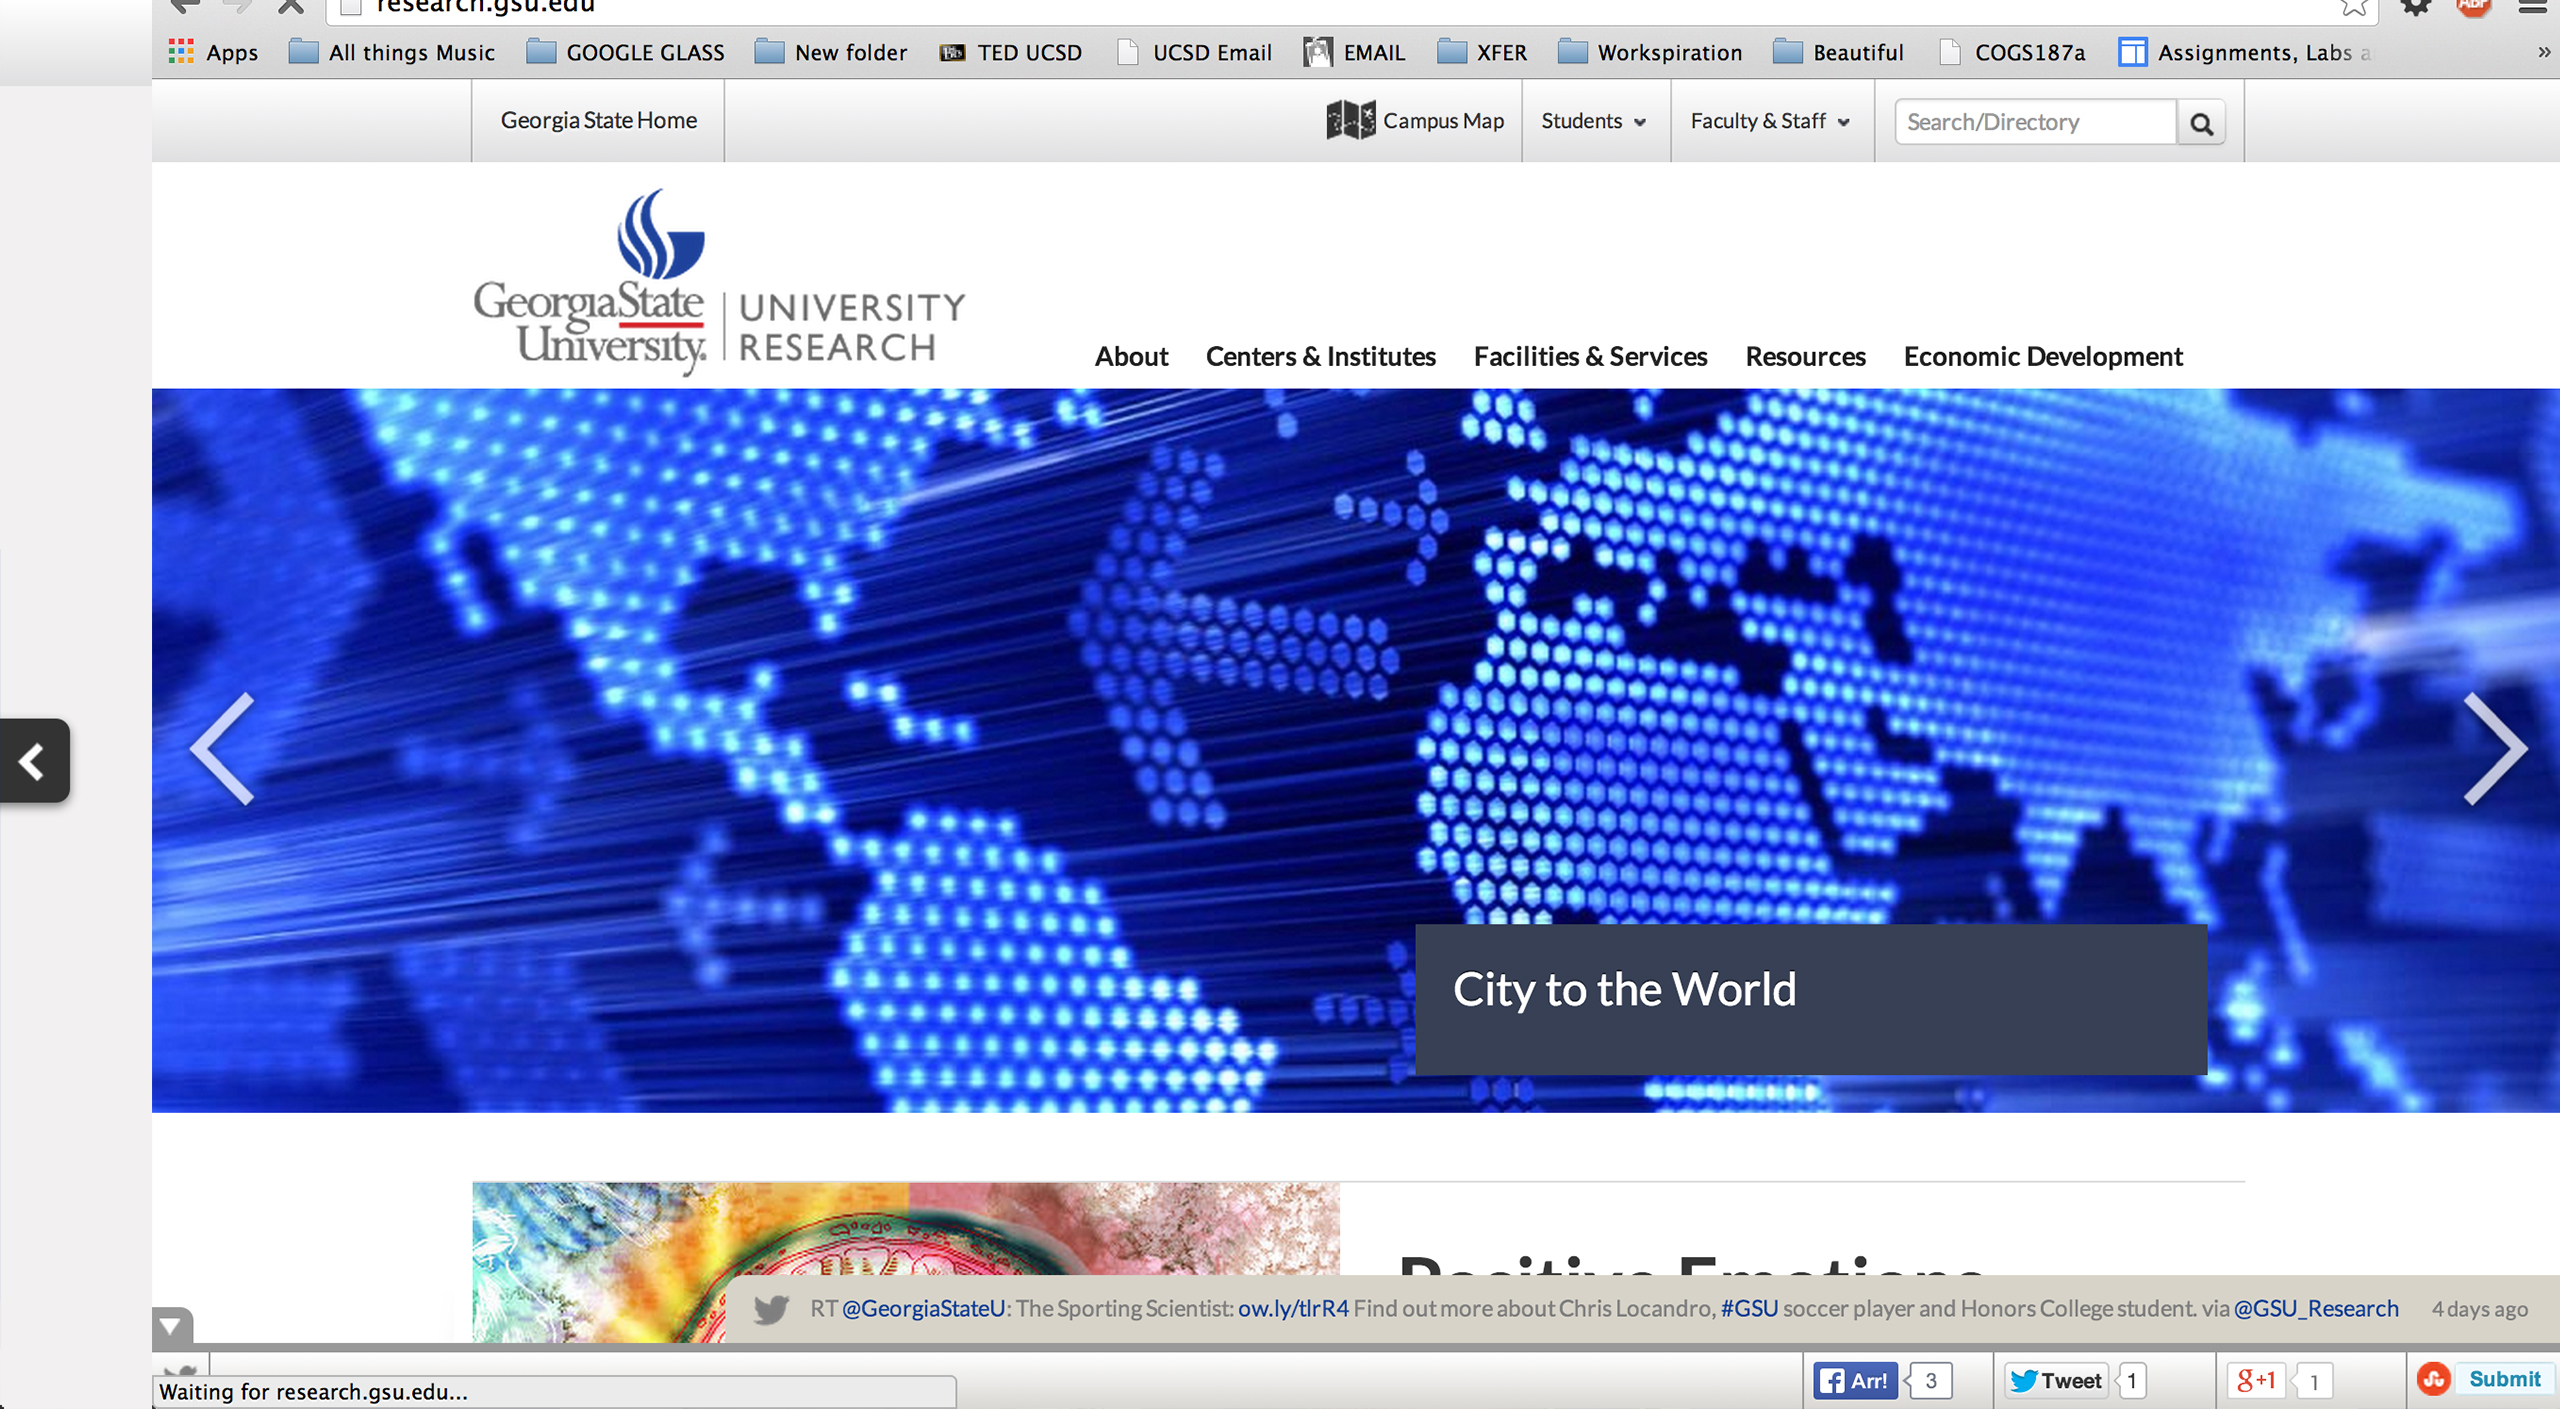 research.gsu.edu
Apps All things Music GOOGLE GLASS New folder TED UCSD UCSD Email EMAIL XFER Workspiration Beautiful COGS187a Assignments, Labs a »
Georgia State Home Campus Map Students Faculty & Staff Search/Directory
GeorgiaState University. UNIVERSITY RESEARCH
About Centers & Institutes Facilities & Services Resources Economic Development
City to the World
Positive Emotions
RT @GeorgiaStateU: The Sporting Scientist: ow.ly/tlrR4 Find out more about Chris Locandro, #GSU soccer player and Honors College student. via @GSU_Research 4 days ago
Waiting for research.gsu.edu... Arr! 3 Tweet 1 g+1 1 Submit